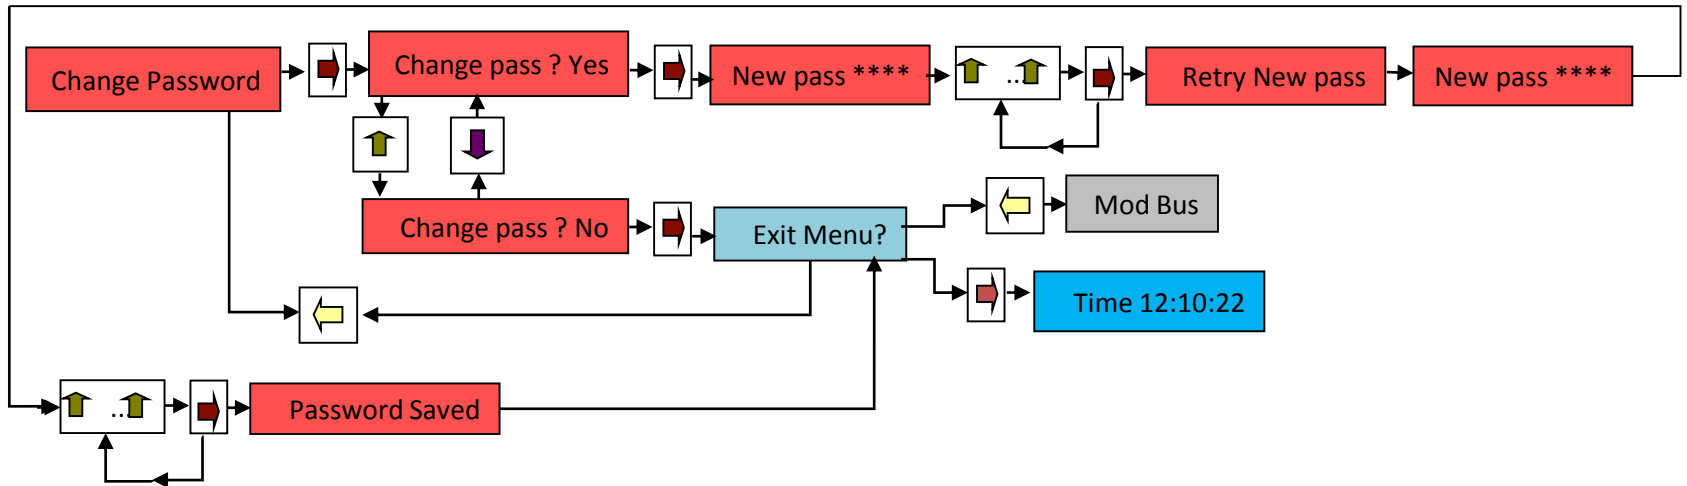 Change Password
Change pass ? Yes
New pass ****
...
Retry New pass
New pass ****
Change pass ? No
Exit Menu?
Mod Bus
Time 12:10:22
...
Password Saved